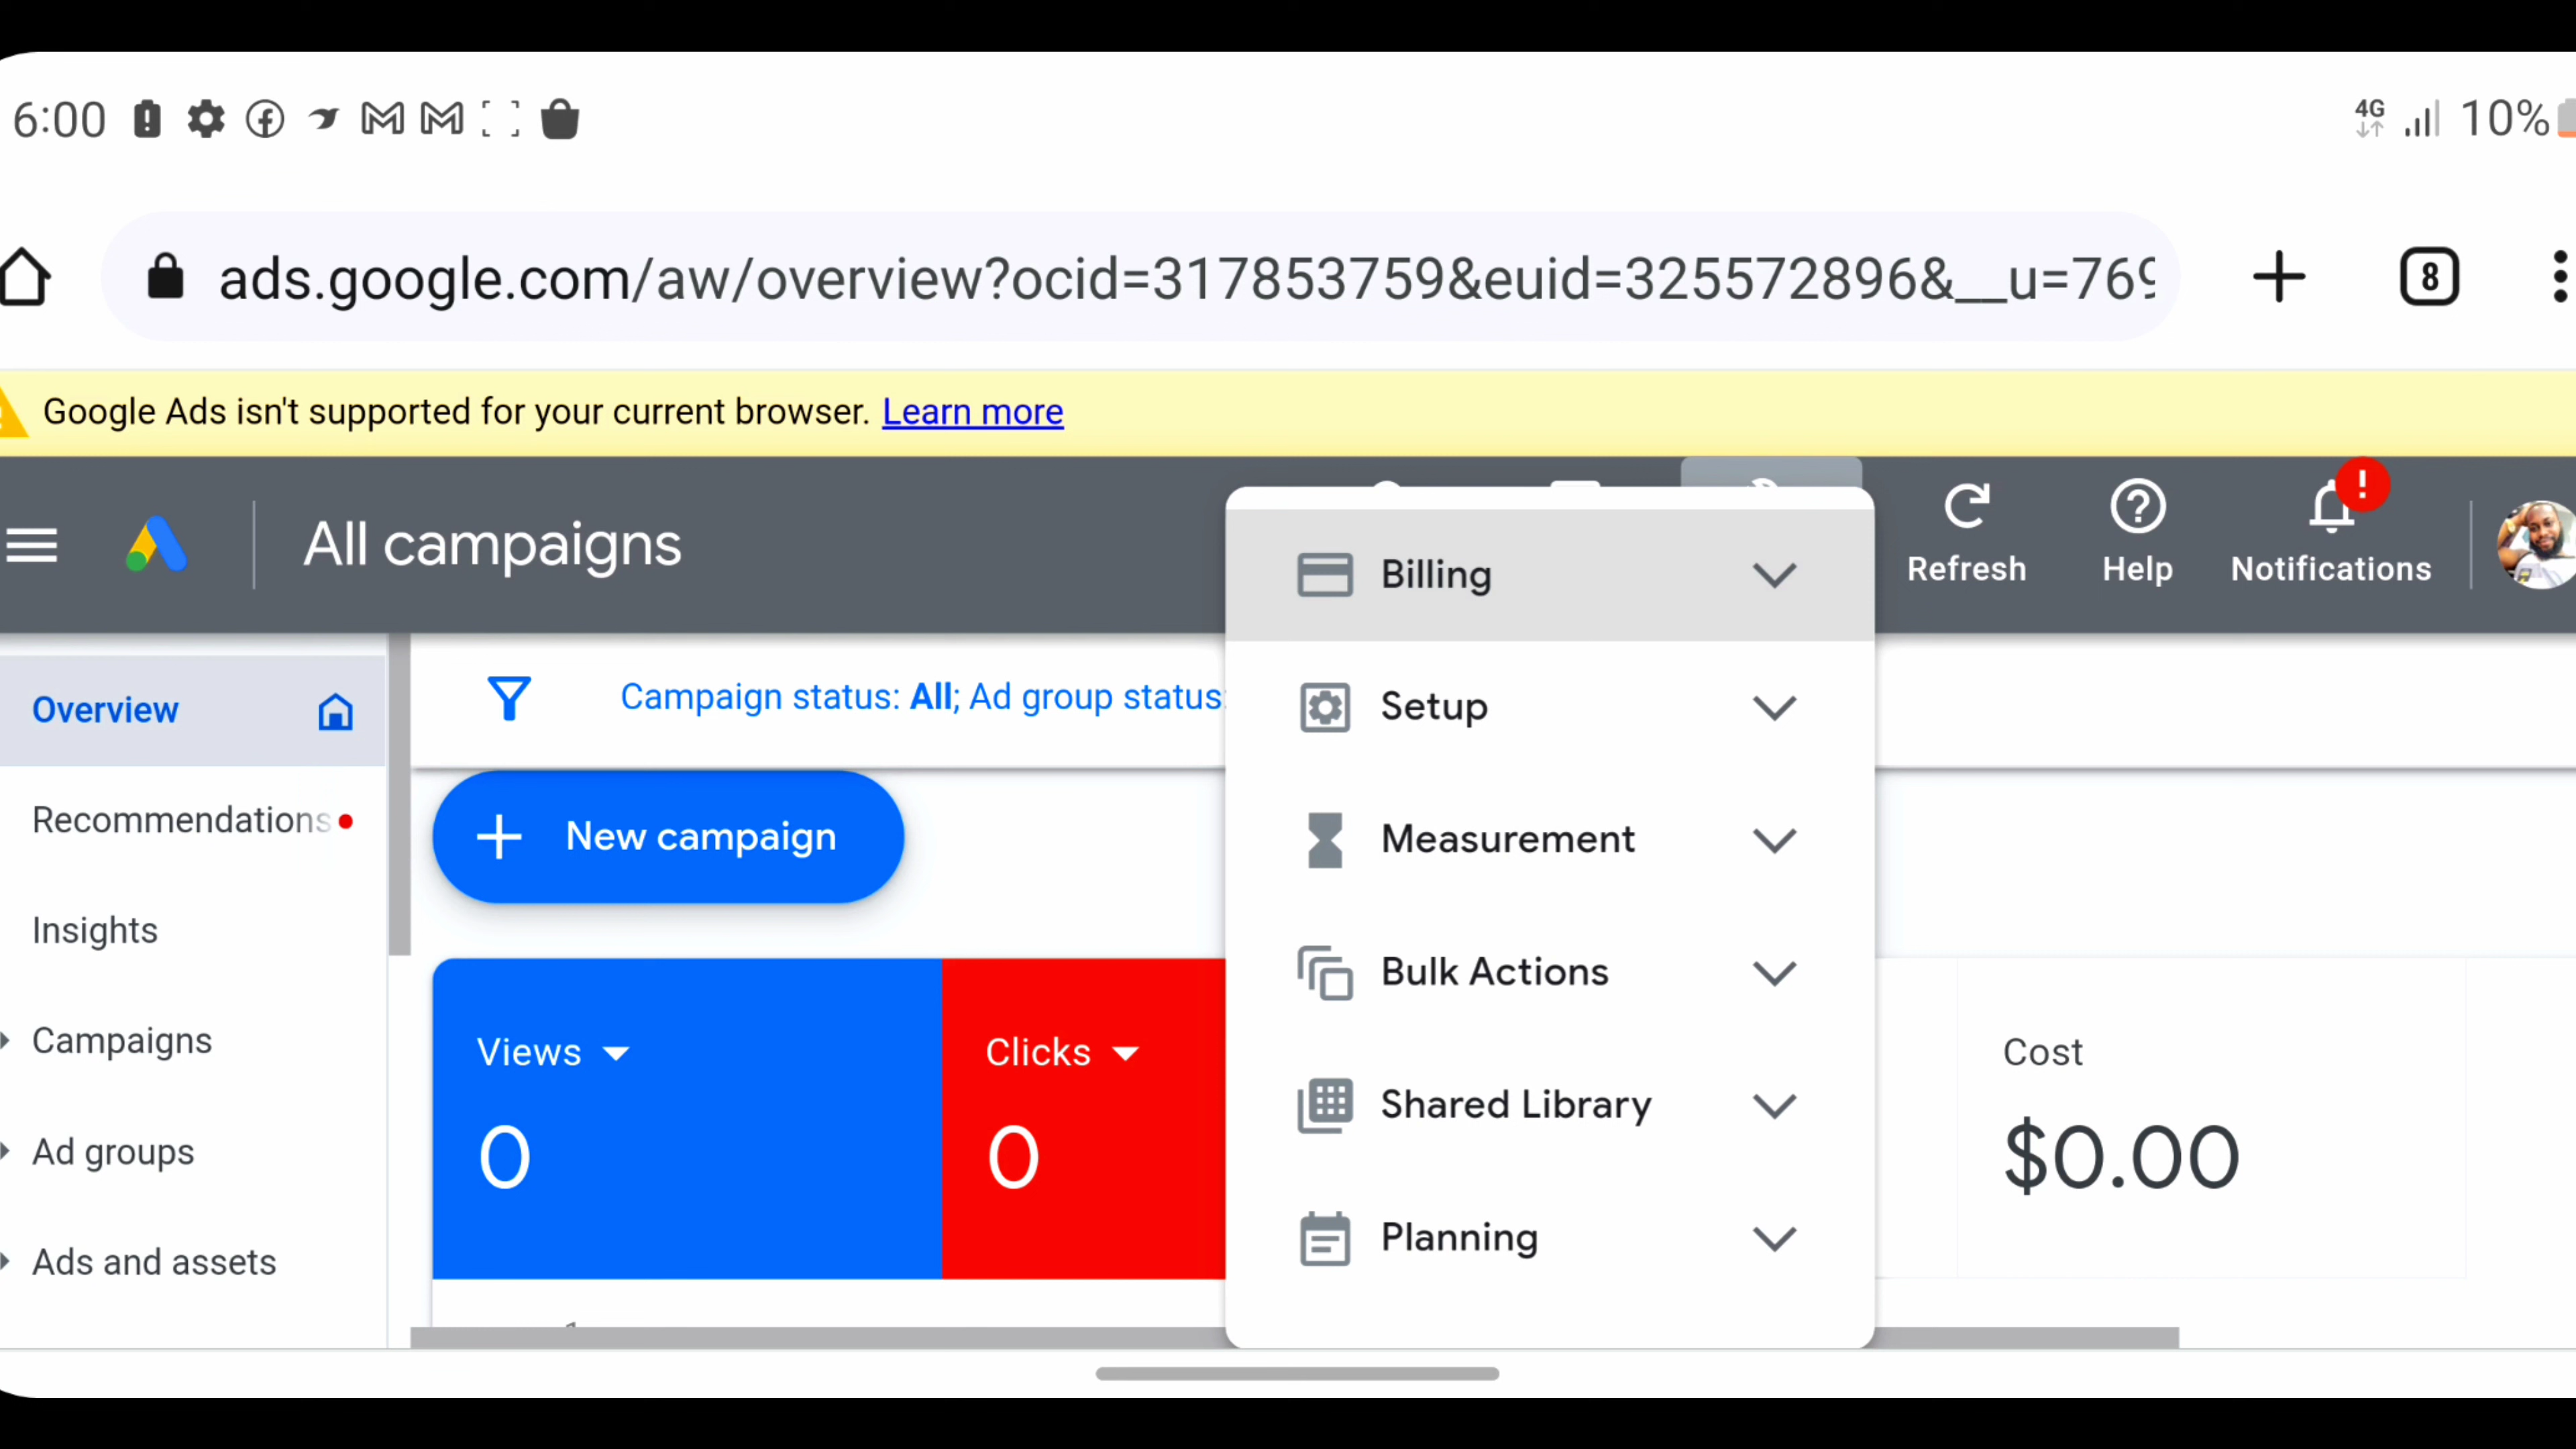 6:00 4G 10%
ads.google.com/aw/overview?ocid=317853759&euid=325572896&__u=769 8
Google Ads isn't supported for your current browser. Learn more
All campaigns
Refresh Help Notifications
Billing
Setup
Measurement
Bulk Actions
Shared Library
Planning
Overview
Recommendations
Insights
Campaigns
Ad groups
Ads and assets
Campaign status: All; Ad group status:
New campaign
Views
0
Clicks
0
Cost
$0.00